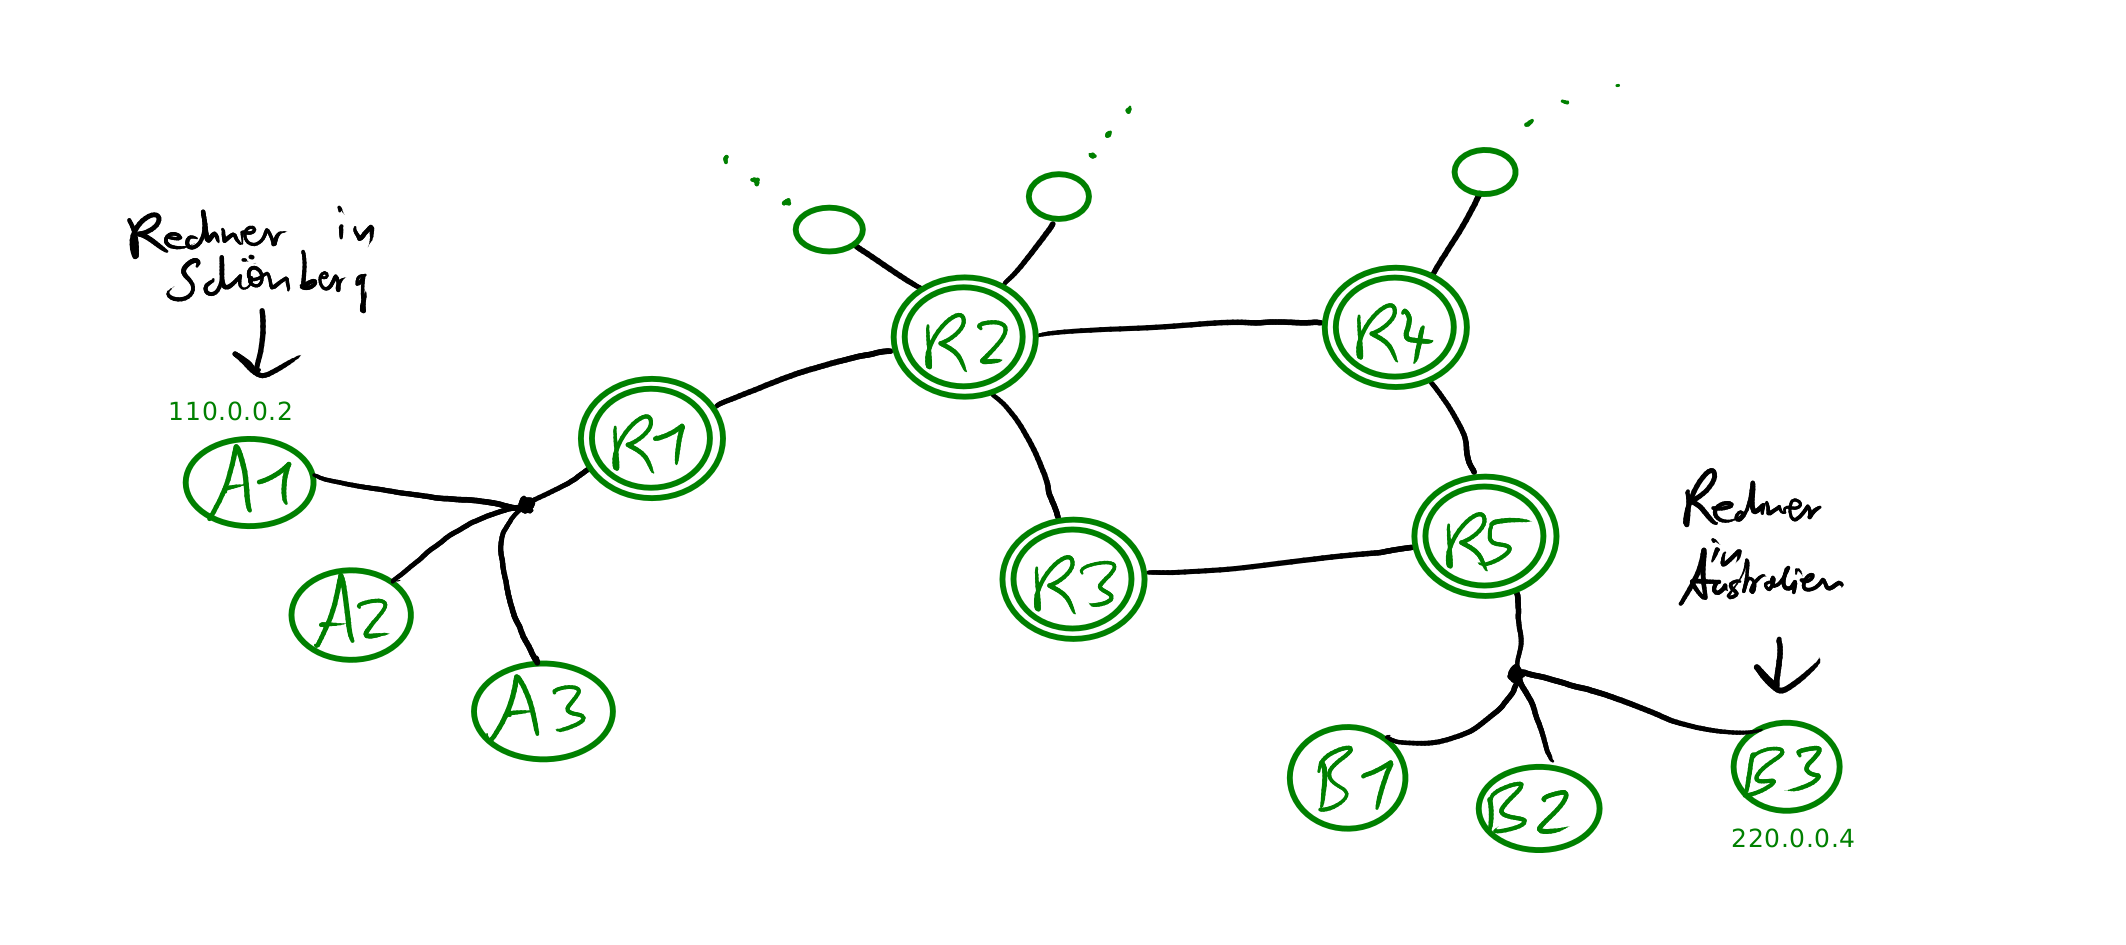 Rechner in
Schönberg
110.0.0.2
A1
A2
A3
R1
R2
R3
R4
R5
Rechner
in
Australien
B1
B2
B3
220.0.0.4